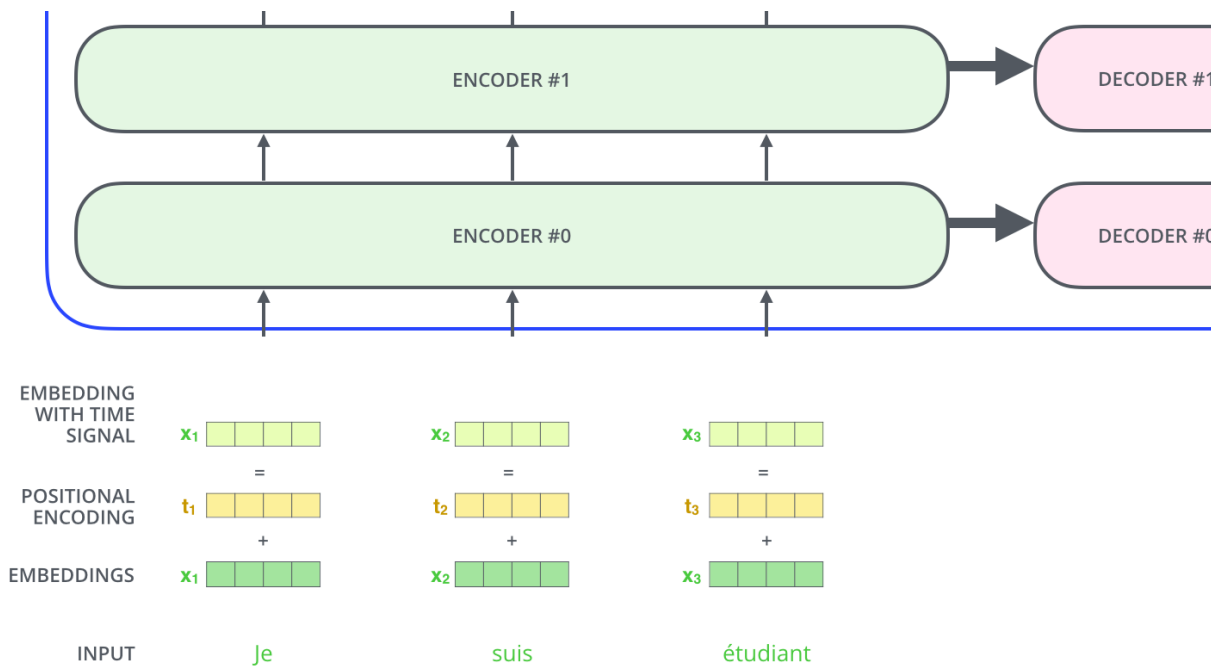 ENCODER #1
DECODER #1
ENCODER #0
DECODER #0
EMBEDDING
WITH TIME
SIGNAL
x₁ x₂ x₃
= = =
POSITIONAL
ENCODING
t₁ t₂ t₃
+ + +
EMBEDDINGS x₁ x₂ x₃
INPUT Je suis étudiant